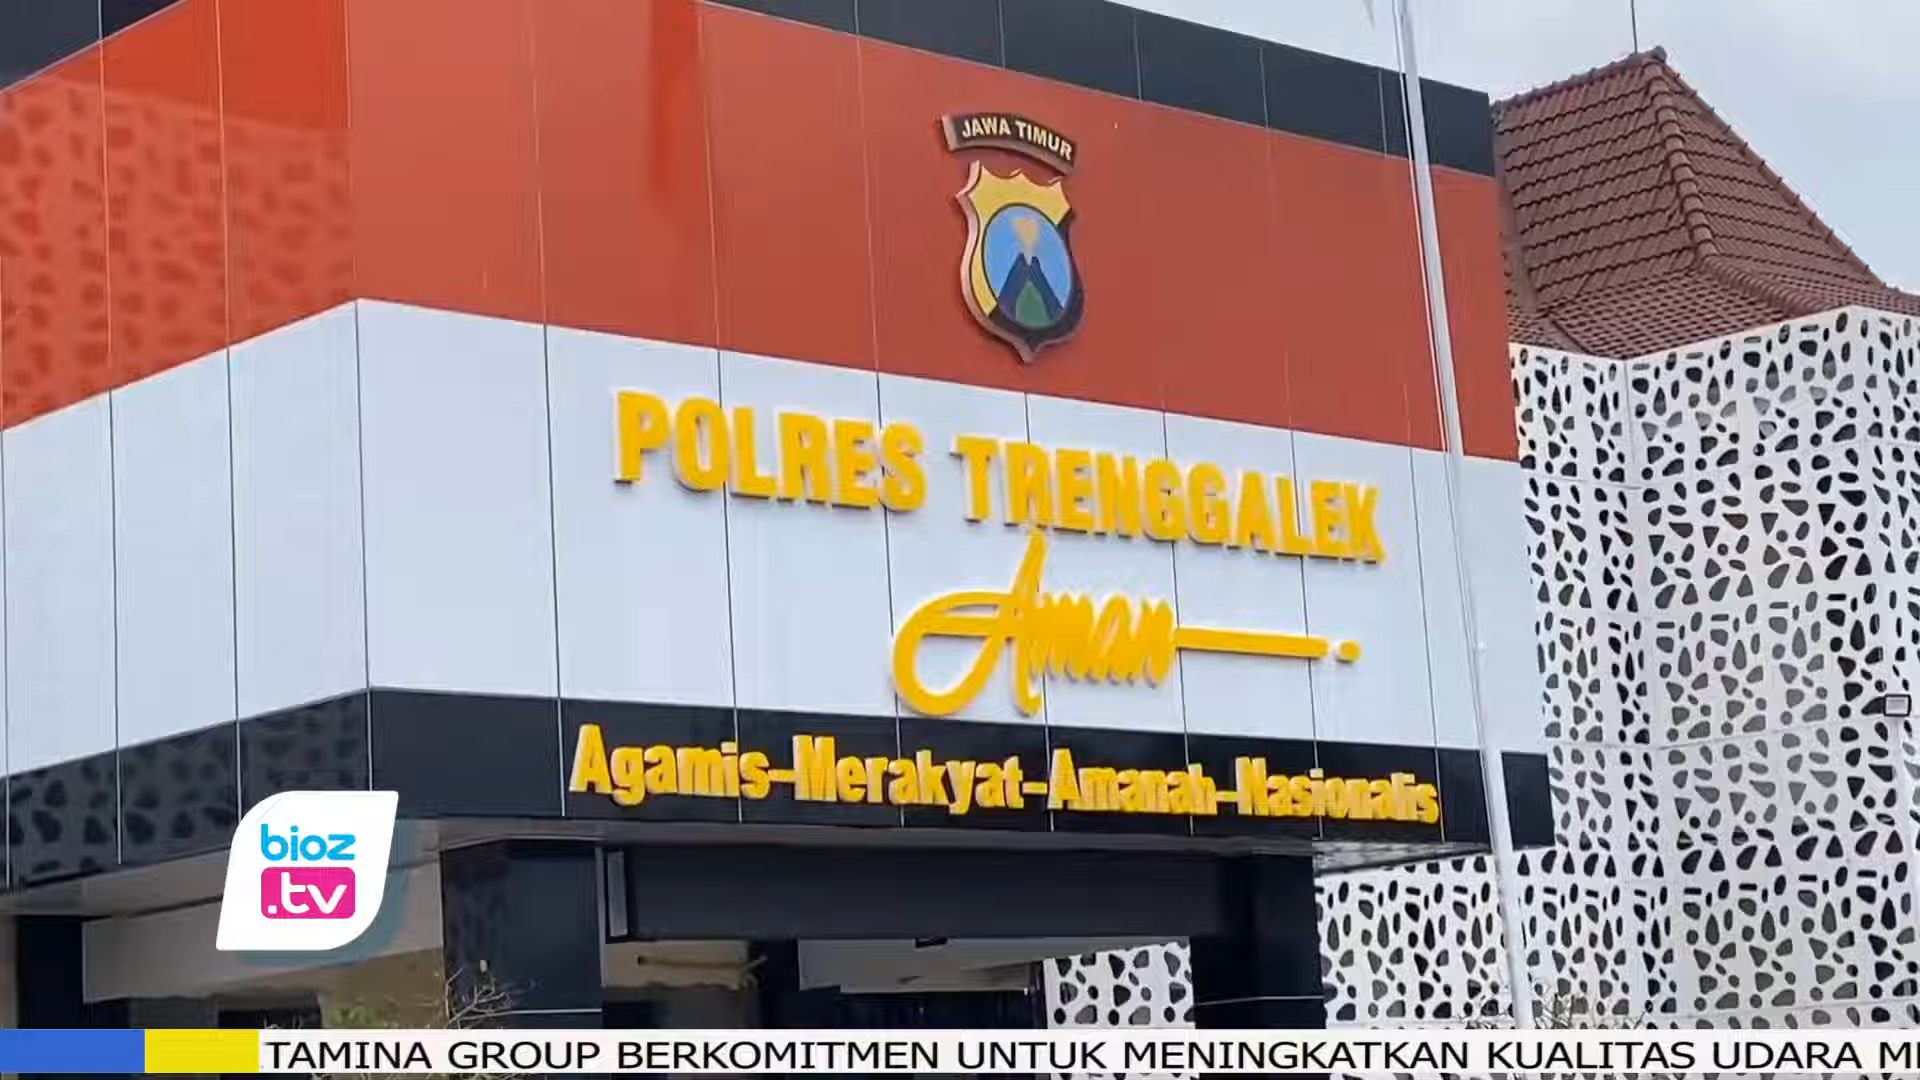 JAWA TIMUR
POLRES TRENGGALEK
Aman
Agamis-Merakyat-Amanah-Nasionalis
bioz
.tv
TAMINA GROUP BERKOMITMEN UNTUK MENINGKATKAN KUALITAS UDARA